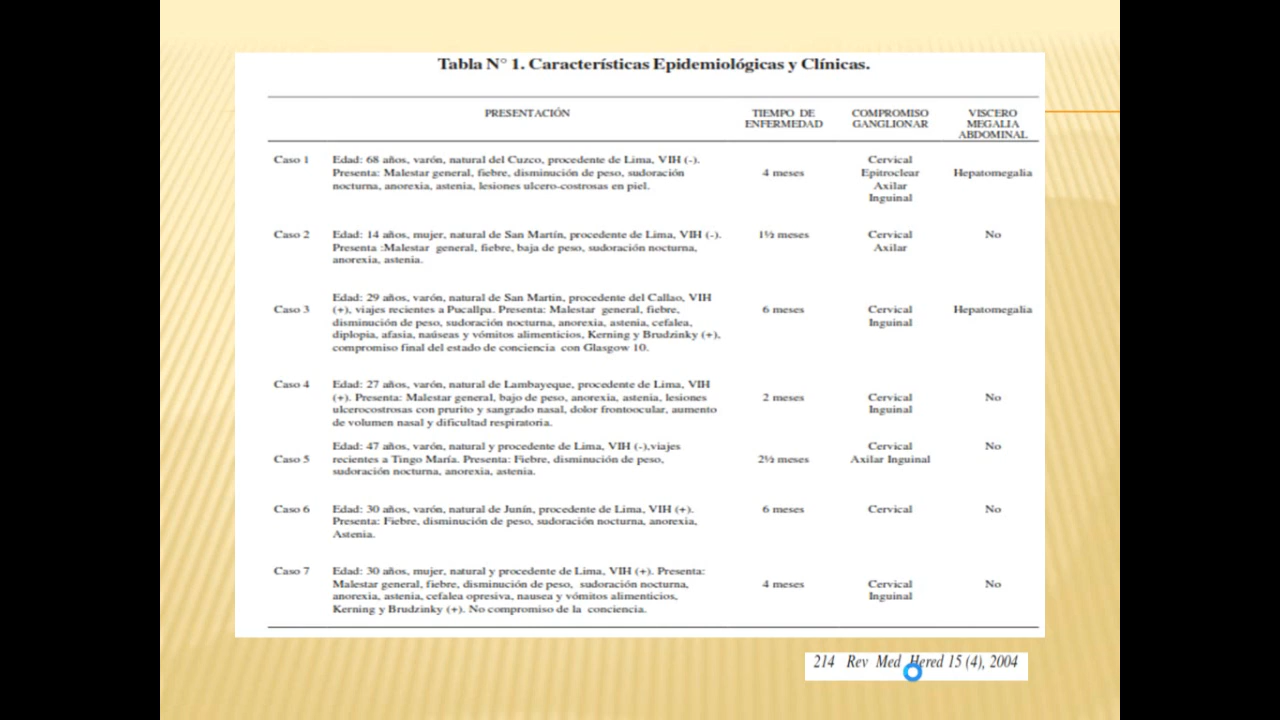 Tabla N° 1. Características Epidemiológicas y Clínicas.
PRESENTACIÓN
TIEMPO DE
ENFERMEDAD
COMPROMISO
GANGLIONAR
VISCERO
MEGALIA
ABDOMINAL
Caso 1
Edad: 68 años, varón, natural del Cuzco, procedente de Lima, VIH (-).
Presenta: Malestar general, fiebre, disminución de peso, sudoración
nocturna, anorexia, astenia, lesiones ulcero-costrosas en piel.
4 meses
Cervical
Epitroclear
Axilar
Inguinal
Hepatomegalia
Caso 2
Edad: 14 años, mujer, natural de San Martín, procedente de Lima, VIH (-).
Presenta :Malestar general, fiebre, baja de peso, sudoración nocturna,
anorexia, astenia.
1½ meses
Cervical
Axilar
No
Caso 3
Edad: 29 años, varón, natural de San Martin, procedente del Callao, VIH
(+), viajes recientes a Pucallpu. Presenta: Malestar general, fiebre,
disminución de peso, sudoración nocturna, anorexia, astenia, cefalea,
diplopia, afasia, naúseas y vómitos alimenticios, Kerning y Brudzinky (+),
compromiso final del estado de conciencia con Glasgow 10.
6 meses
Cervical
Inguinal
Hepatomegalia
Caso 4
Edad: 27 años, varón, natural de Lambayeque, procedente de Lima, VIH
(+). Presenta: Malestar general, bajo de peso, anorexia, astenia, lesiones
ulcerocostrosas con prurito y sangrado nasal, dolor frontoocular, aumento
de volumen nasal y dificultad respiratoria.
2 meses
Cervical
Inguinal
No
Caso 5
Edad: 47 años, varón, natural y procedente de Lima, VIH (-),viajes
recientes a Tingo María. Presenta: Fiebre, disminución de peso,
sudoración nocturna, anorexia, astenia.
2½ meses
Cervical
Axilar Inguinal
No
Caso 6
Edad: 30 años, varón, natural de Junín, procedente de Lima, VIH (+).
Presenta: Fiebre, disminución de peso, sudoración nocturna, anorexia,
Astenia.
6 meses
Cervical
No
Caso 7
Edad: 30 años, mujer, natural y procedente de Lima, VIH (+). Presenta:
Malestar general, fiebre, disminución de peso, sudoración nocturna,
anorexia, astenia, cefalea opresiva, nausea y vómitos alimenticios,
Kerning y Brudzinky (+). No compromiso de la conciencia.
4 meses
Cervical
Inguinal
No
214 Rev Med Hered 15 (4), 2004